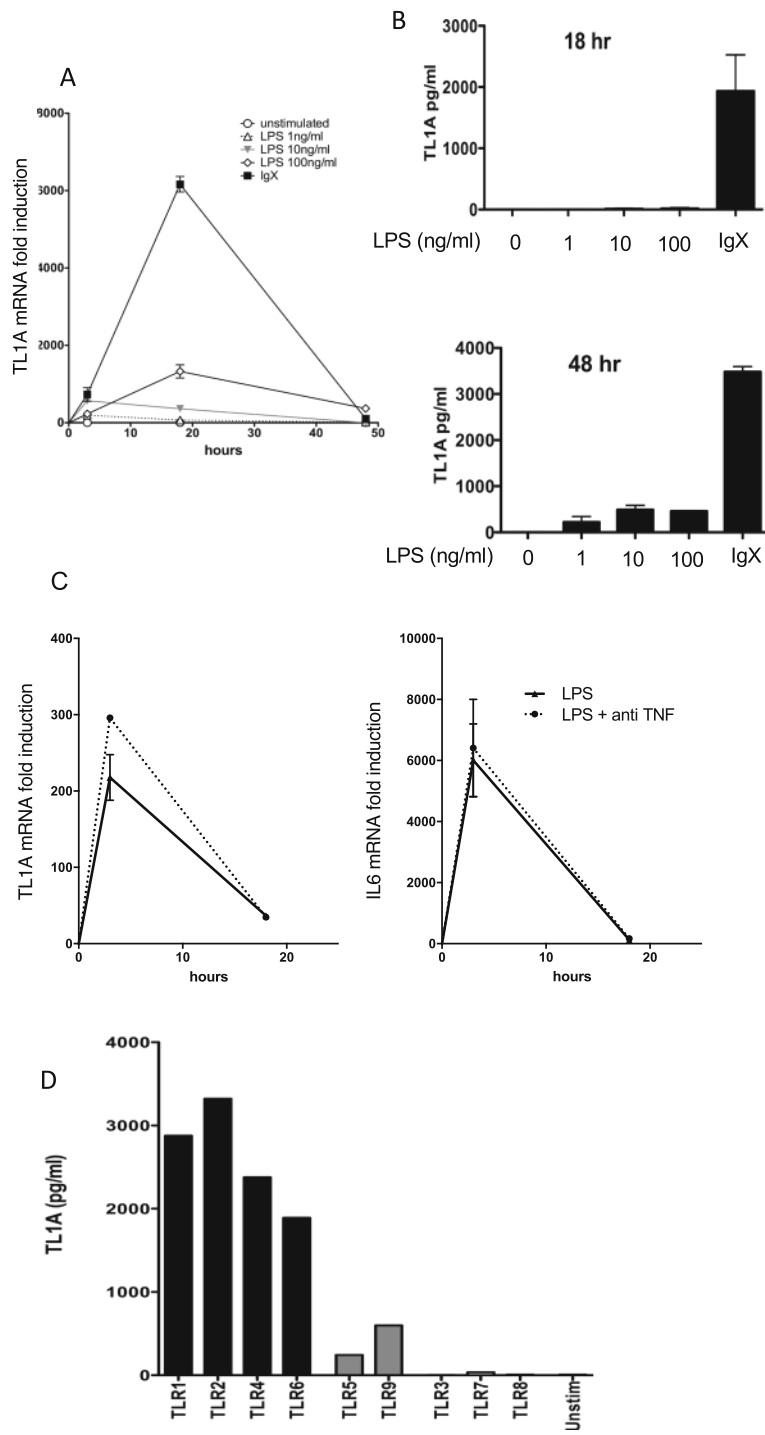 A
TL1A mRNA fold induction
8000
6000
4000
2000
0
0 10 20 30 40 50
hours
unstimulated
LPS 1ng/ml
LPS 10ng/ml
LPS 100ng/ml
IgX
B
18 hr
TL1A pg/ml
3000
2000
1000
0
LPS (ng/ml) 0 1 10 100 IgX
48 hr
TL1A pg/ml
4000
3000
2000
1000
0
LPS (ng/ml) 0 1 10 100 IgX
C
TL1A mRNA fold induction
400
300
200
100
0
0 10 20
hours
IL6 mRNA fold induction
10000
8000
6000
4000
2000
0
0 10 20
hours
LPS
LPS + anti TNF
D
TL1A (pg/ml)
4000
3000
2000
1000
0
TLR1 TLR2 TLR4 TLR6 TLR5 TLR9 TLR3 TLR7 TLR8 Unstim